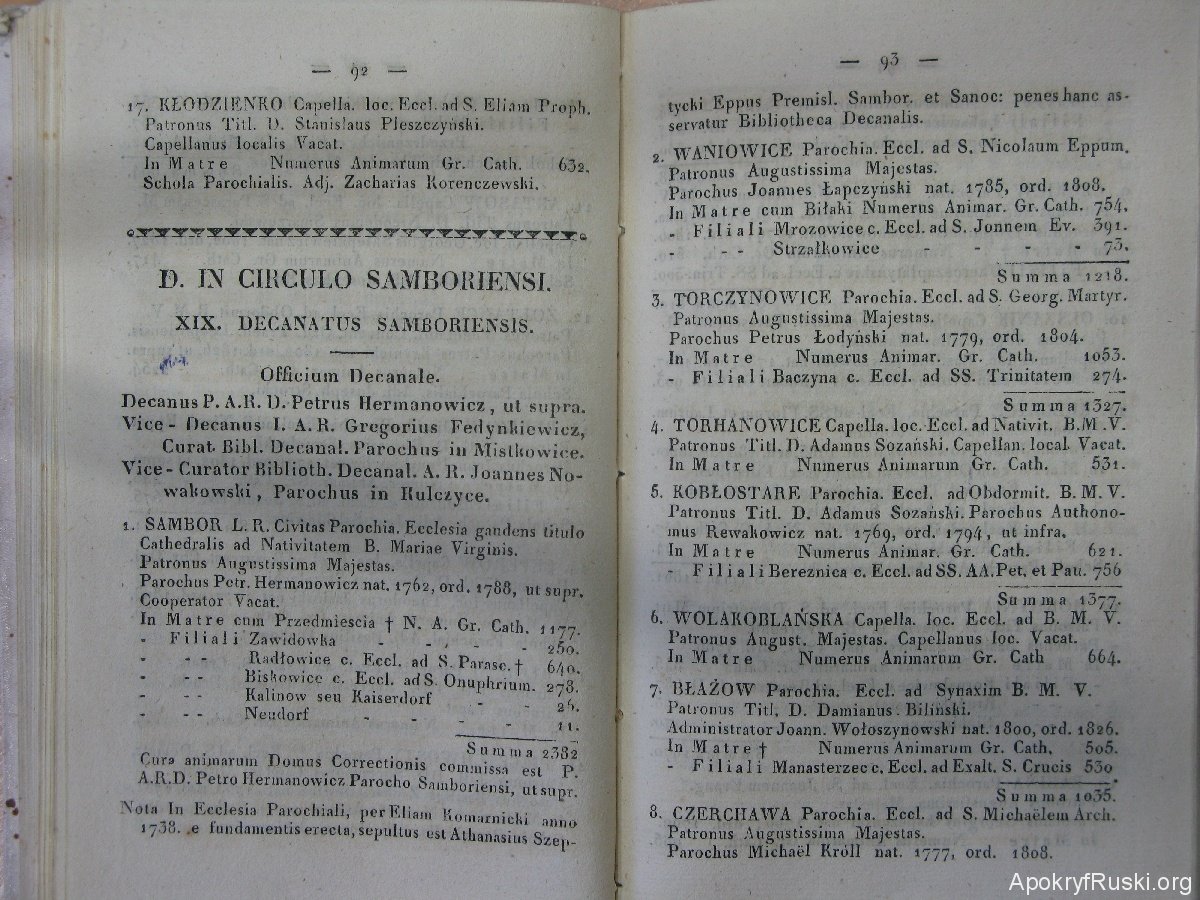 — 92 —
17. KŁODZIENKO Capella. loc. Eccl. ad S. Eliam Proph.
Patronus Titl. D. Stanislaus Pleszczyński.
Capellanus localis Vacat.
In Matre Numerus Animarum Gr. Cath. 632.
Schola Parochialis. Adj. Zacharias Korenczewski.
D. IN CIRCULO SAMBORIENSI.
XIX. DECANATUS SAMBORIENSIS.
Officium Decanale.
Decanus P. A. R. D. Petrus Hermanowicz, ut supra.
Vice-Decanus I. A. R. Gregorius Fedynkiewicz,
Curat. Bibl. Decanal. Parochus in Mistkowice.
Vice-Curator Biblioth. Decanal. A. R. Joannes No-
wakowski, Parochus in Kulczyce.
1. SAMBOR L. R. Civitas Parochia. Ecclesia gaudens titulo
Cathedralis ad Nativitatem B. Mariae Virginis.
Patronus Augustissima Majestas.
Parochus Petr. Hermanowicz nat. 1762, ord. 1788, ut supr.
Cooperator Vacat.
In Matre cum Przedmiescia † N. A. Gr. Cath. 1177.
- Filiali Zawidowka - - - - 250.
- - - Radłowice c. Eccl. ad S. Parasc. † 640.
- - - Biskowice c. Eccl. ad S. Onuphrium. 278.
- - - Kalinow seu Kaiserdorf - - 26.
- - - Neudorf - - - - 11.
Summa 2382
Cura animarum Domus Correctionis commissa est P.
A.R.D. Petro Hermanowicz Parocho Samboriensi, ut supr.
Nota In Ecclesia Parochiali, per Eliam Komarnicki anno
1738. e fundamentis erecta, sepultus est Athanasius Szep-
— 93 —
tycki Eppus Premisl. Sambor. et Sanoc: penes hanc as-
servatur Bibliotheca Decanalis.
2. WANIOWICE Parochia. Eccl. ad S. Nicolaum Eppum.
Patronus Augustissima Majestas.
Parochus Joannes Łapczyński nat. 1785, ord. 1808.
In Matre cum Biłaki Numerus Animar. Gr. Cath. 754.
- Filiali Mrozowice c. Eccl. ad S. Jonnem Ev. 391.
- - - Strzałkowice - - - - 73.
Summa 1218.
3. TORCZYNOWICE Parochia. Eccl. ad S. Georg. Martyr.
Patronus Augustissima Majestas.
Parochus Petrus Łodyński nat. 1779, ord. 1804.
In Matre Numerus Animar. Gr. Cath. 1053.
- Filiali Baczyna c. Eccl. ad SS. Trinitatem 274.
Summa 1327.
4. TORHANOWICE Capella. loc. Eccl. ad Nativit. B.M.V.
Patronus Titl. D. Adamus Sozański. Capellan. local. Vacat.
In Matre Numerus Animarum Gr. Cath. 531.
5. KOBŁOSTARE Parochia. Eccl. ad Obdormit. B. M. V.
Patronus Titl. D. Adamus Sozański. Parochus Authono-
mus Rewakowicz nat. 1769, ord. 1794, ut infra.
In Matre Numerus Animar. Gr. Cath. 621.
- Filiali Bereznica c. Eccl. ad SS. AA. Pet. et Pau. 756
Summa 1377.
6. WOLAKOBLAŃSKA Capella. loc. Eccl. ad B. M. V.
Patronus August. Majestas. Capellanus loc. Vacat.
In Matre Numerus Animarum Gr. Cath 664.
7. BŁAŻOW Parochia. Eccl. ad Synaxim B. M. V.
Patronus Titl. D. Damianus Biliński.
Administrator Joann. Wołoszynowski nat. 1800, ord. 1826.
In Matre † Numerus Animarum Gr. Cath. 505.
- Filiali Manasterzec c. Eccl. ad Exalt. S. Crucis 530
Summa 1035.
8. CZERCHAWA Parochia. Eccl. ad S. Michaëlem Arch.
Patronus Augustissima Majestas.
Parochus Michaël Król nat. 1777, ord. 1808.
ApokryfRuski.org